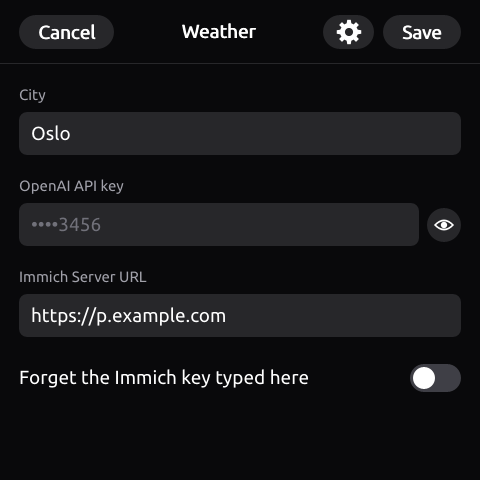 Cancel
Weather
Save
City
Oslo
OpenAI API key
••••3456
Immich Server URL
https://p.example.com
Forget the Immich key typed here